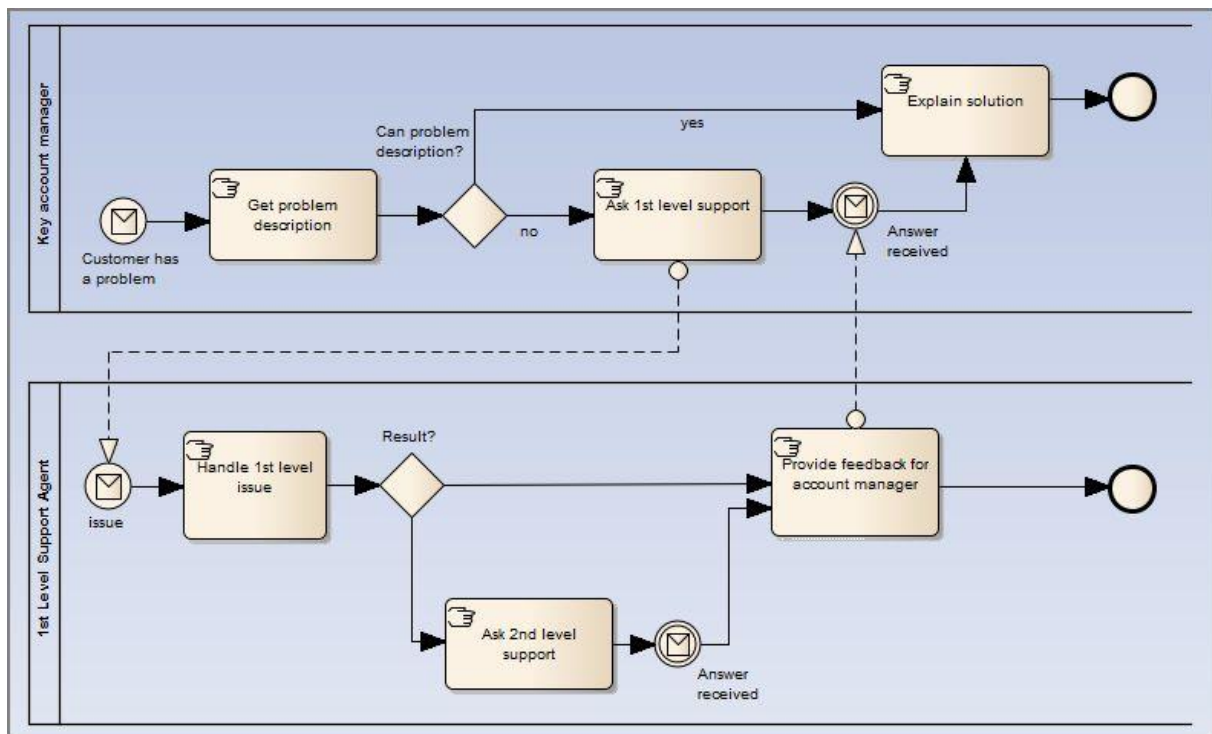 Key account manager
Customer has
a problem
Get problem
description
Can problem
description?
yes
no
Ask 1st level support
Answer
received
Explain solution
1st Level Support Agent
issue
Handle 1st level
issue
Result?
Ask 2nd level
support
Answer
received
Provide feedback for
account manager